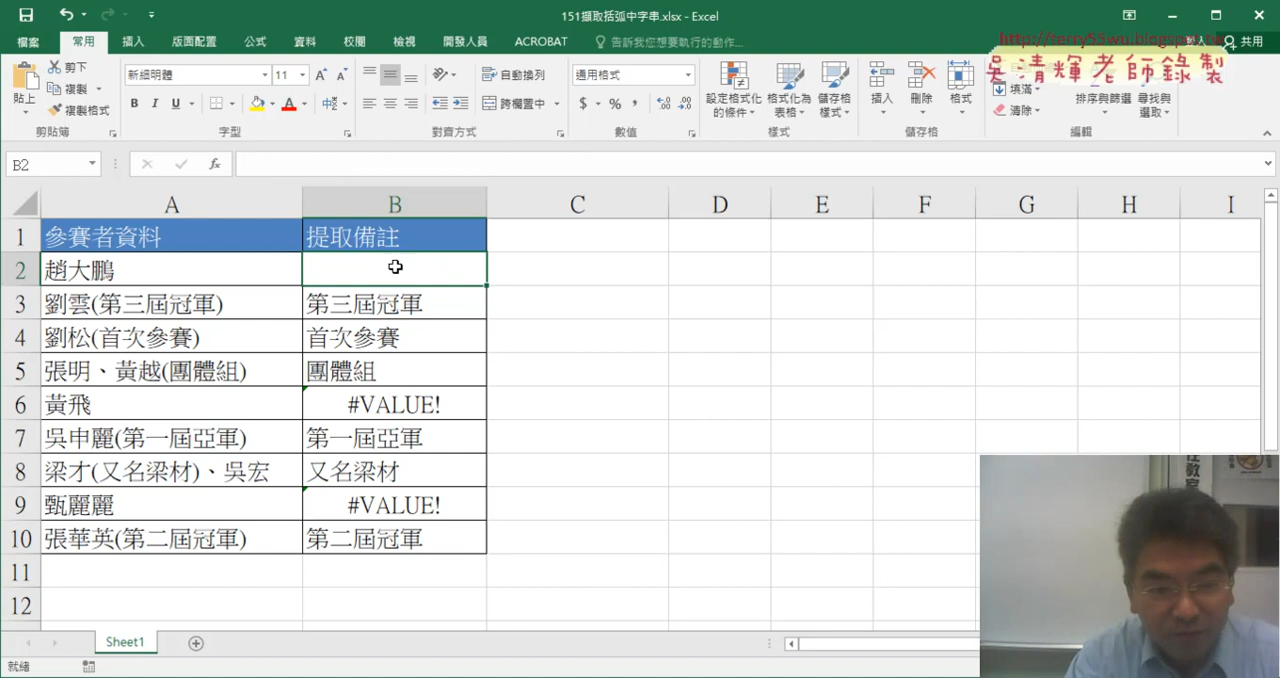 151擷取括弧中字串.xlsx - Excel
檔案 常用 插入 版面配置 公式 資料 校閱 檢視 開發人員 ACROBAT 告訴我您想要執行的動作... 共用
http://terry55wu.blogspot.tw
吳清輝老師錄製
貼上 剪下 複製 複製格式 剪貼簿
新細明體 11 B I U A 字型
自動換列 跨欄置中 對齊方式
通用格式 $ % , 數值
設定格式化的條件 格式化為表格 儲存格樣式 樣式
插入 刪除 格式 儲存格
填滿 清除 排序與篩選 尋找與選取 編輯
B2 fx
A B C D E F G H I
1 參賽者資料 提取備註
2 趙大鵬
3 劉雲(第三屆冠軍) 第三屆冠軍
4 劉松(首次參賽) 首次參賽
5 張明、黃越(團體組) 團體組
6 黃飛 #VALUE!
7 吳申麗(第一屆亞軍) 第一屆亞軍
8 梁才(又名梁材)、吳宏 又名梁材
9 甄麗麗 #VALUE!
10 張華英(第二屆冠軍) 第二屆冠軍
11
12
Sheet1
就緒